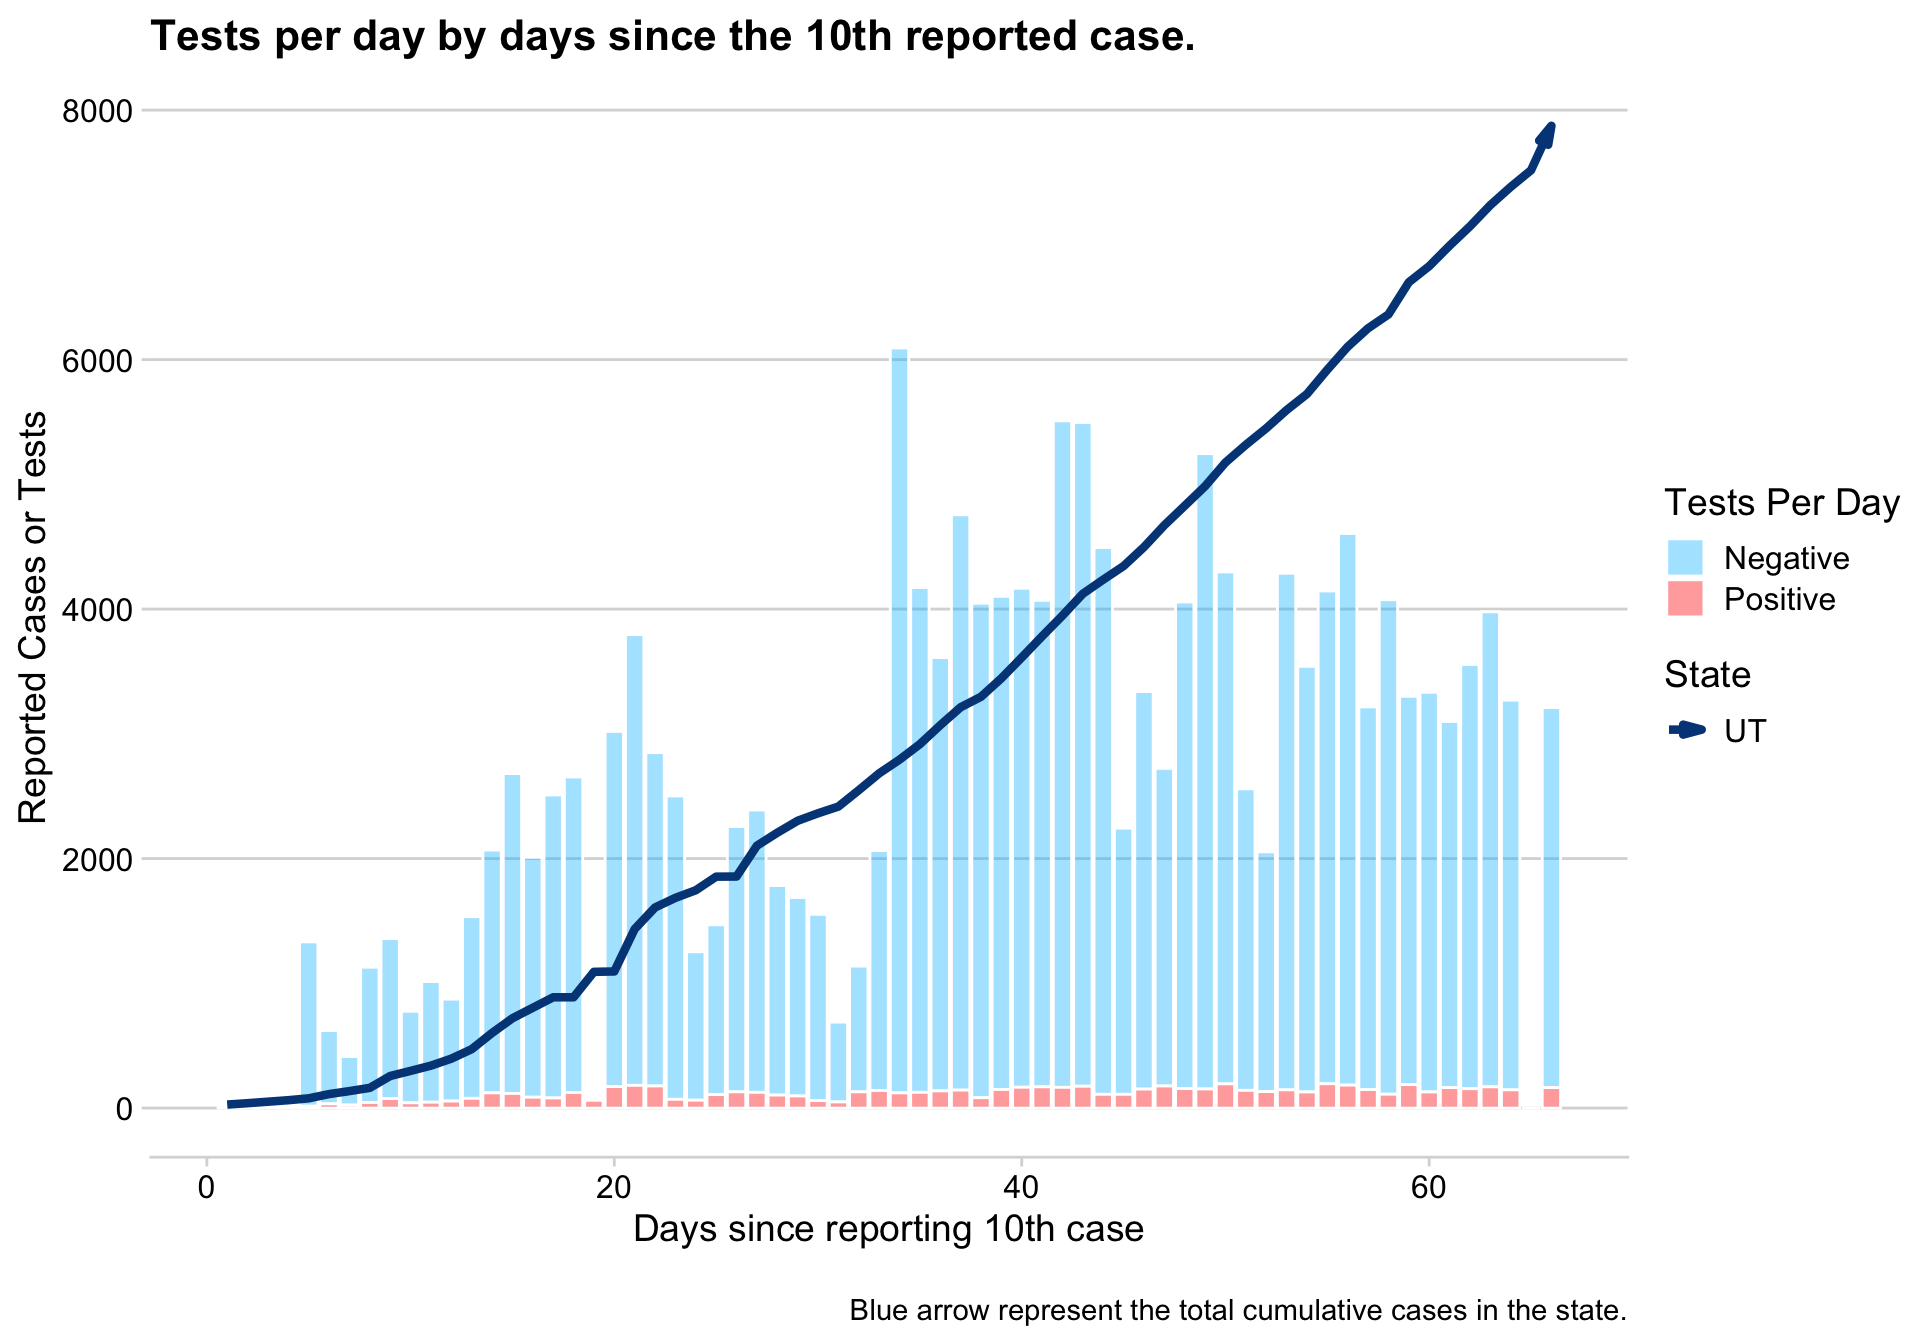 Tests per day by days since the 10th reported case.
8000
6000
4000
2000
0
Reported Cases or Tests
0 20 40 60
Days since reporting 10th case
Tests Per Day
Negative
Positive
State
UT
Blue arrow represent the total cumulative cases in the state.